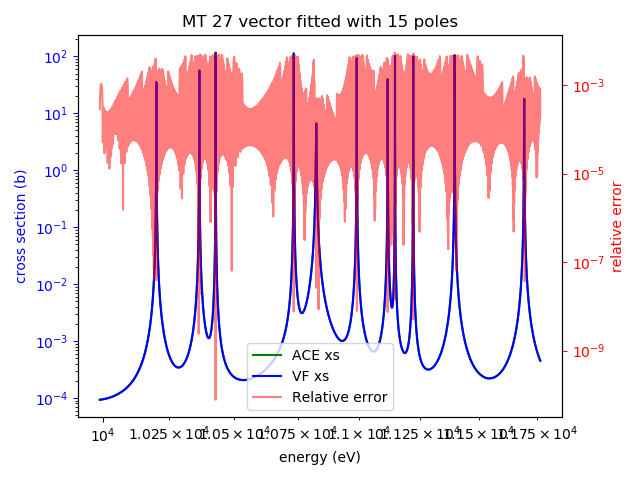 MT 27 vector fitted with 15 poles
10²
10¹
10⁰
10⁻¹
10⁻²
10⁻³
10⁻⁴
cross section (b)
10⁻³
10⁻⁵
10⁻⁷
10⁻⁹
relative error
ACE xs
VF xs
Relative error
10⁴ 1.025 × 10⁴ 1.05 × 10⁴ 1.075 × 10⁴ 1.1 × 10⁴ 1.125 × 10⁴ 1.15 × 10⁴ 1.175 × 10⁴
energy (eV)